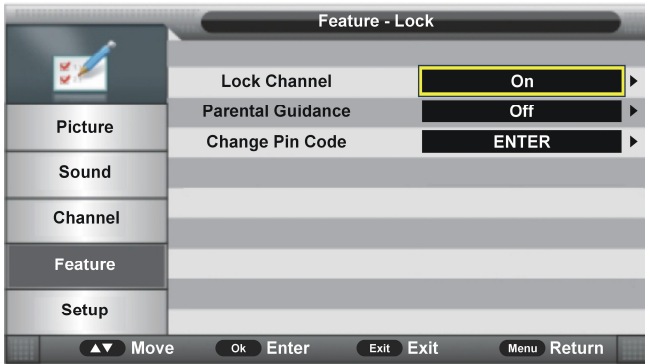 Feature - Lock
Lock Channel On
Parental Guidance Off
Change Pin Code ENTER
Picture
Sound
Channel
Feature
Setup
▲▼ Move Ok Enter Exit Exit Menu Return